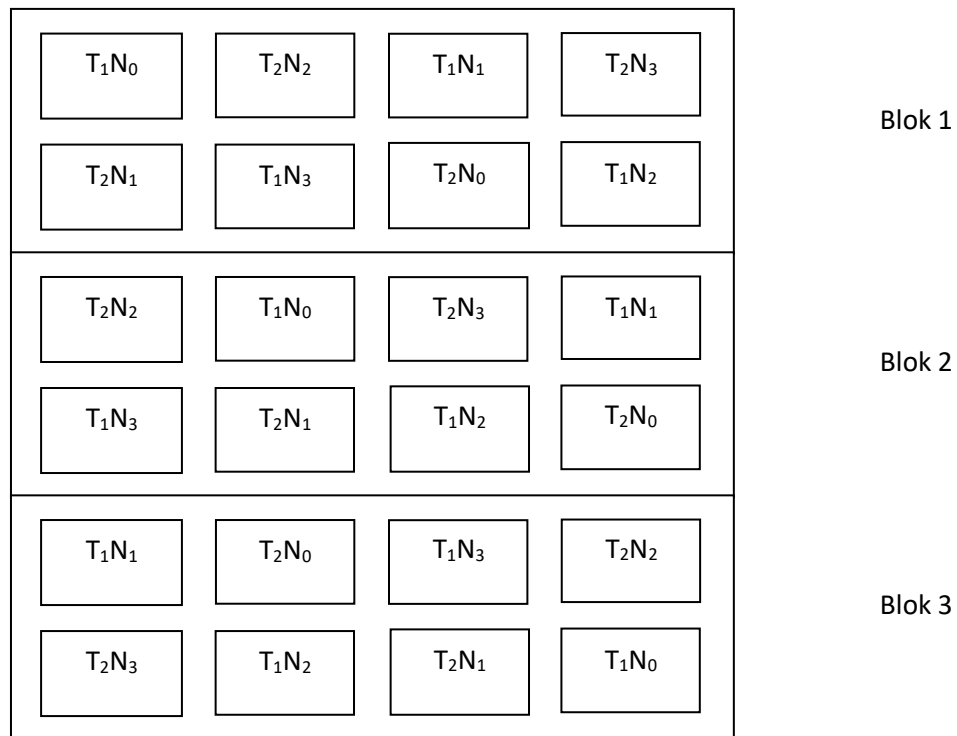 T₁N₀ T₂N₂ T₁N₁ T₂N₃
Blok 1
T₂N₁ T₁N₃ T₂N₀ T₁N₂
T₂N₂ T₁N₀ T₂N₃ T₁N₁
Blok 2
T₁N₃ T₂N₁ T₁N₂ T₂N₀
T₁N₁ T₂N₀ T₁N₃ T₂N₂
Blok 3
T₂N₃ T₁N₂ T₂N₁ T₁N₀